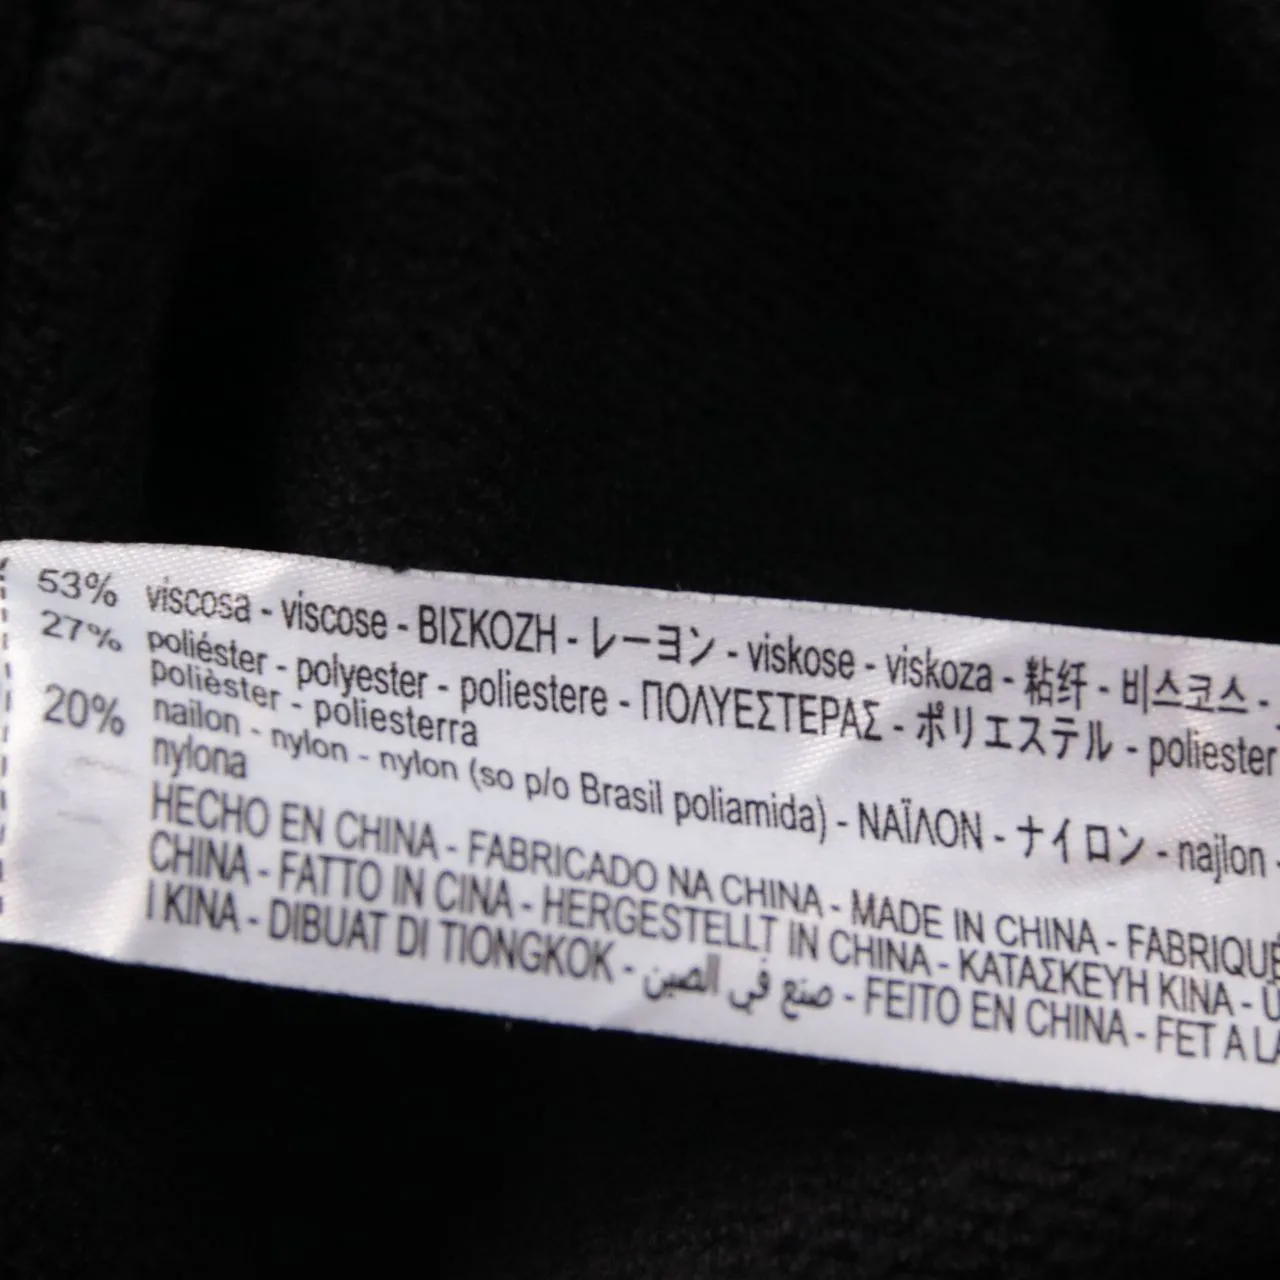 53% viscosa - viscose - ΒΙΣΚΟΖΗ - レーヨン - viskose - viskoza - 粘纤 - 비스코스 -
27% poliéster - polyester - poliestere - ΠΟΛΥΕΣΤΕΡΑΣ - ポリエステル - poliester
polièster - poliesterra
20% nailon - nylon - nylon (so p/o Brasil poliamida) - ΝΑΪΛΟΝ - ナイロン - najlon -
nylona
HECHO EN CHINA - FABRICADO NA CHINA - MADE IN CHINA - FABRIQUÉ
CHINA - FATTO IN CINA - HERGESTELLT IN CHINA - ΚΑΤΑΣΚΕΥΗ ΚΙΝΑ -
I KINA - DIBUAT DI TIONGKOK - صنع في الصين - FEITO EN CHINA - FET A LA